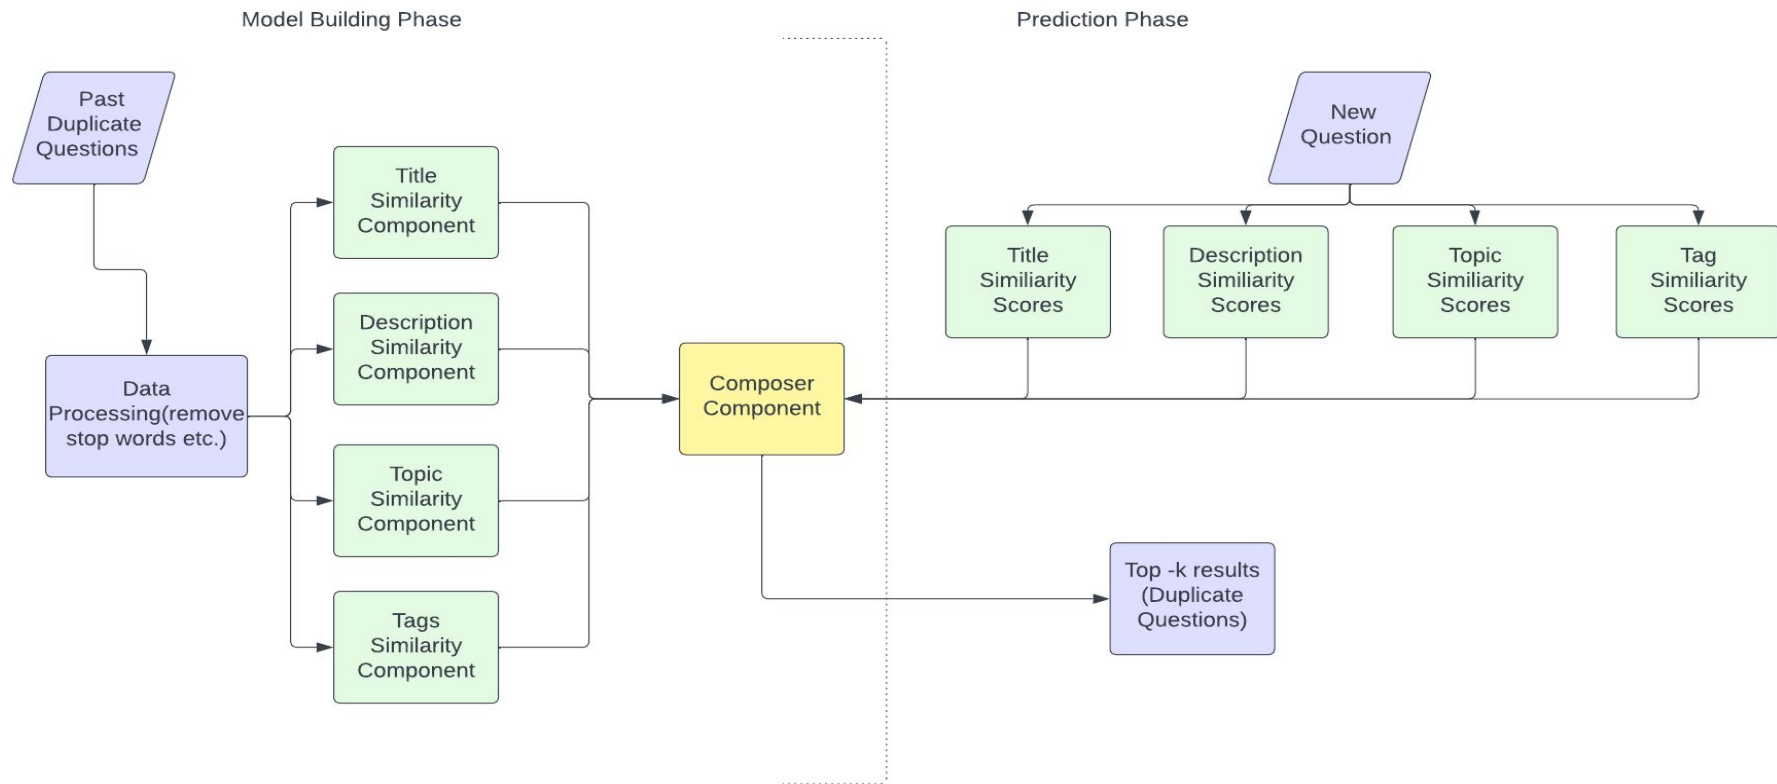 Model Building Phase
Prediction Phase
Past
Duplicate
Questions
Data
Processing(remove
stop words etc.)
Title
Similarity
Component
Description
Similarity
Component
Topic
Similarity
Component
Tags
Similarity
Component
Composer
Component
New
Question
Title
Similiarity
Scores
Description
Similiarity
Scores
Topic
Similiarity
Scores
Tag
Similiarity
Scores
Top -k results
(Duplicate
Questions)